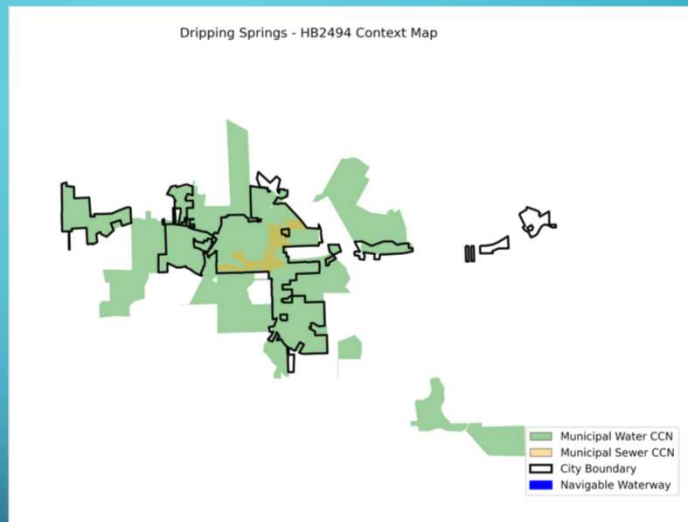 Dripping Springs - HB2494 Context Map
Municipal Water CCN
Municipal Sewer CCN
City Boundary
Navigable Waterway